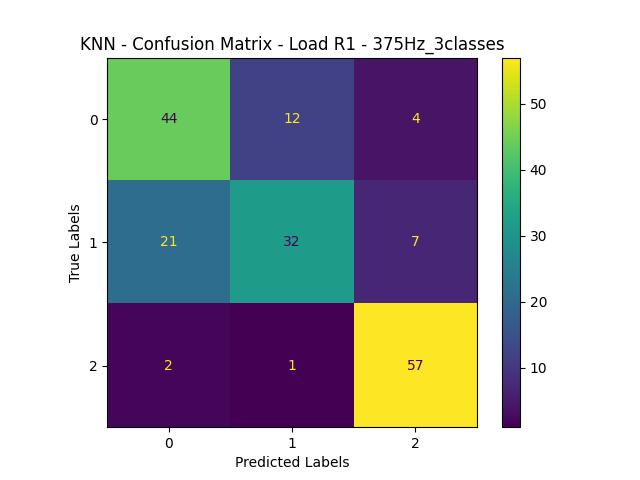 KNN - Confusion Matrix - Load R1 - 375Hz_3classes
0 44 12 4
1 21 32 7
2 2 1 57
0 1 2
Predicted Labels
True Labels
50
40
30
20
10